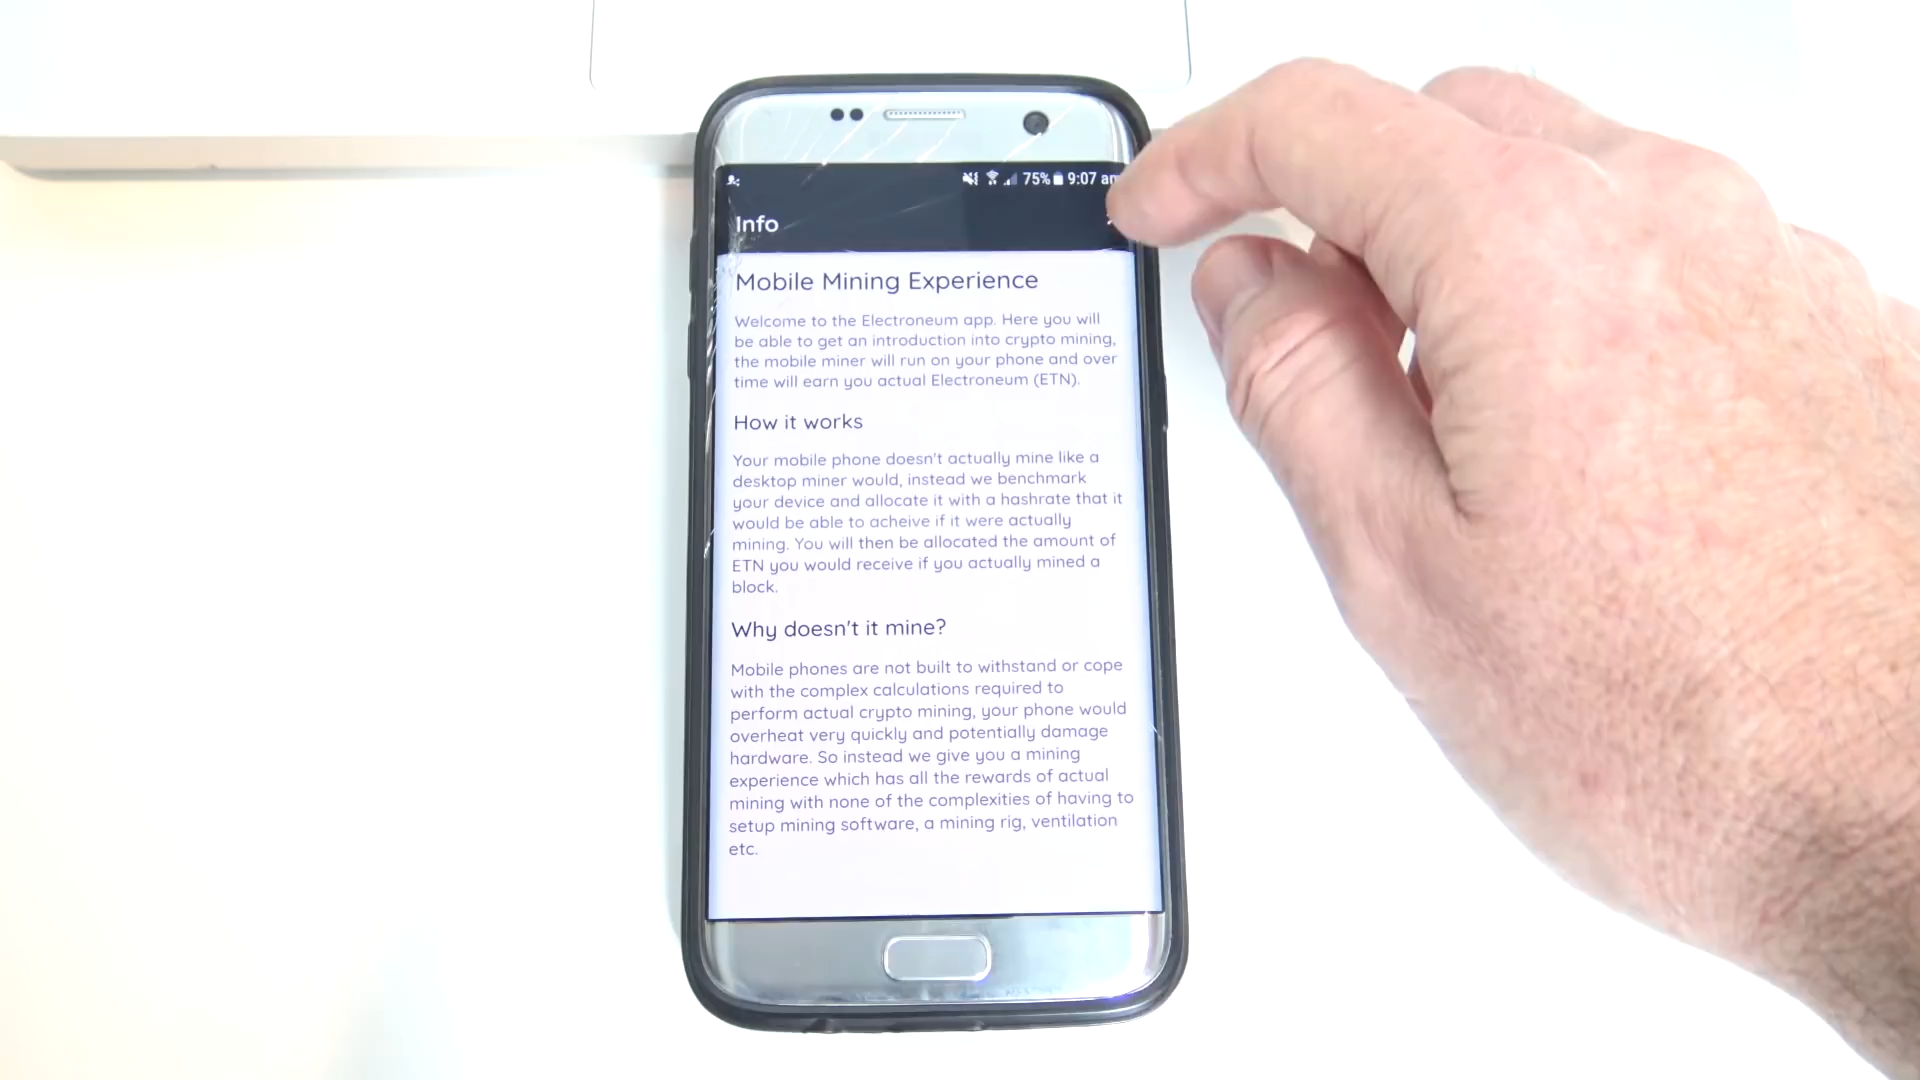 75% 9:07 am
Info
Mobile Mining Experience
Welcome to the Electroneum app. Here you will
be able to get an introduction into crypto mining,
the mobile miner will run on your phone and over
time will earn you actual Electroneum (ETN).
How it works
Your mobile phone doesn't actually mine like a
desktop miner would, instead we benchmark
your device and allocate it with a hashrate that it
would be able to acheive if it were actually
mining. You will then be allocated the amount of
ETN you would receive if you actually mined a
block.
Why doesn't it mine?
Mobile phones are not built to withstand or cope
with the complex calculations required to
perform actual crypto mining, your phone would
overheat very quickly and potentially damage
hardware. So instead we give you a mining
experience which has all the rewards of actual
mining with none of the complexities of having to
setup mining software, a mining rig, ventilation
etc.